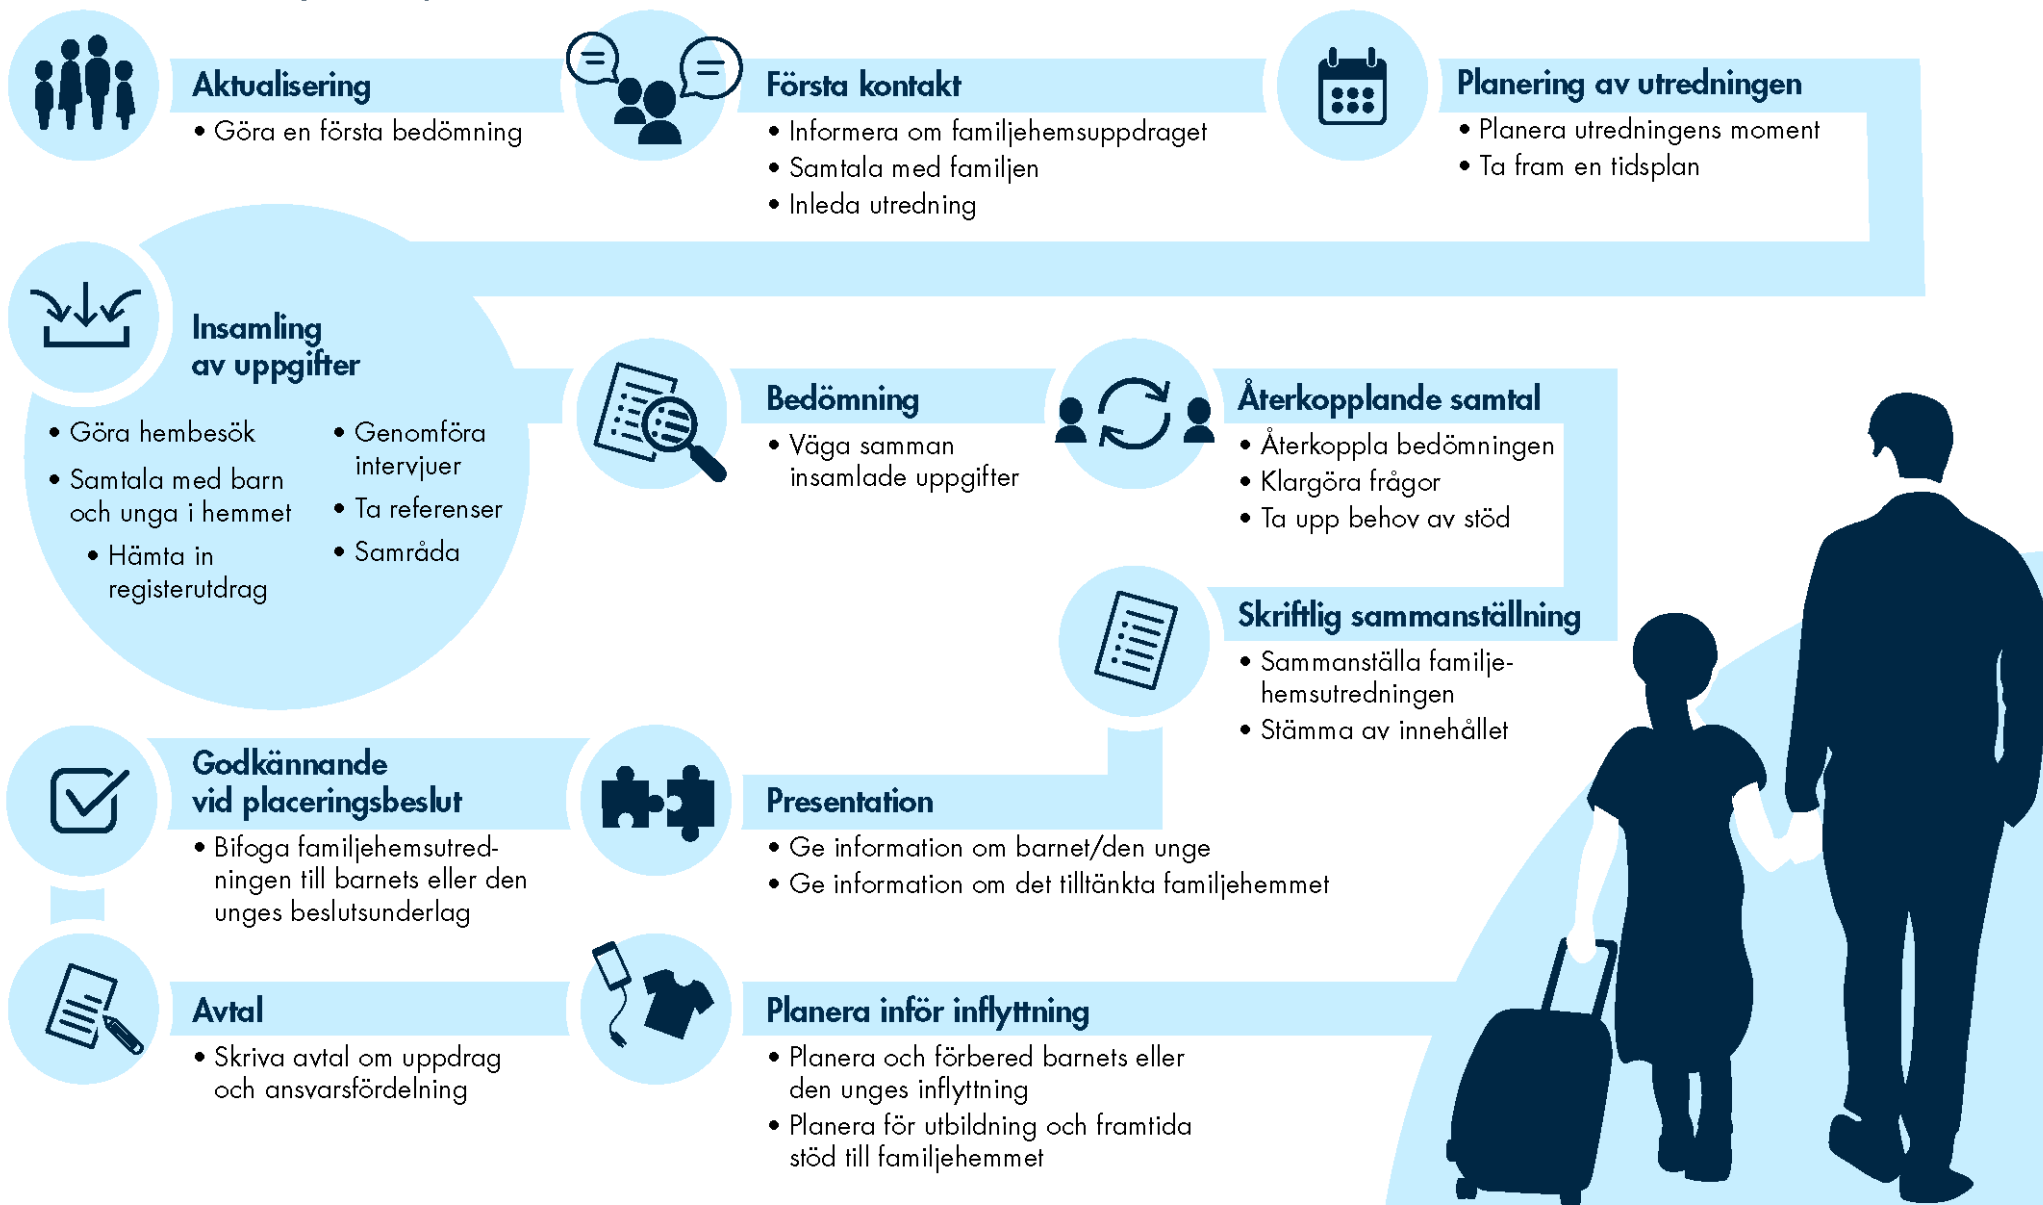 Aktualisering
• Göra en första bedömning
Första kontakt
• Informera om familjehemsuppdraget
• Samtala med familjen
• Inleda utredning
Planering av utredningen
• Planera utredningens moment
• Ta fram en tidsplan
Insamling
av uppgifter
• Göra hembesök
• Samtala med barn
och unga i hemmet
• Hämta in
registerutdrag
• Genomföra
intervjuer
• Ta referenser
• Samråda
Bedömning
• Väga samman
insamlade uppgifter
Återkopplande samtal
• Återkoppla bedömningen
• Klargöra frågor
• Ta upp behov av stöd
Skriftlig sammanställning
• Sammanställa familje-
hemsutredningen
• Stämma av innehållet
Presentation
• Ge information om barnet/den unge
• Ge information om det tilltänkta familjehemmet
Godkännande
vid placeringsbeslut
• Bifoga familjehemsutred-
ningen till barnets eller den
unges beslutsunderlag
Avtal
• Skriva avtal om uppdrag
och ansvarsfördelning
Planera inför inflyttning
• Planera och förbered barnets eller
den unges inflyttning
• Planera för utbildning och framtida
stöd till familjehemmet